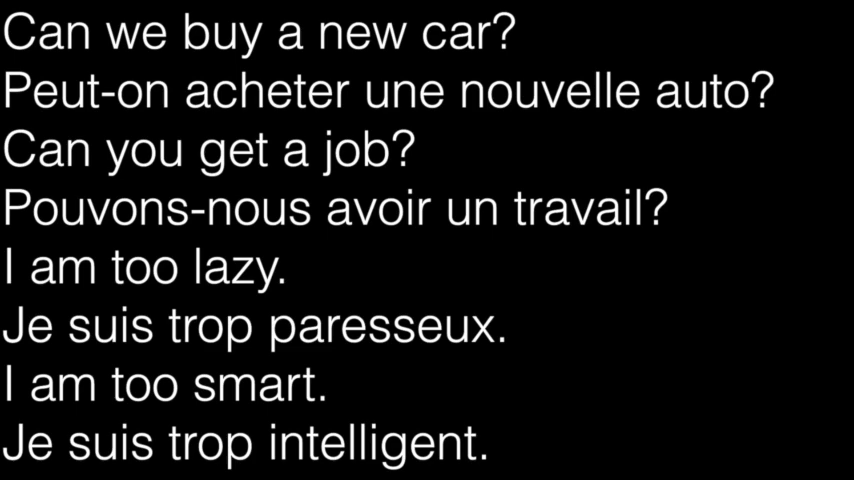 Can we buy a new car?
Peut-on acheter une nouvelle auto?
Can you get a job?
Pouvons-nous avoir un travail?
I am too lazy.
Je suis trop paresseux.
I am too smart.
Je suis trop intelligent.